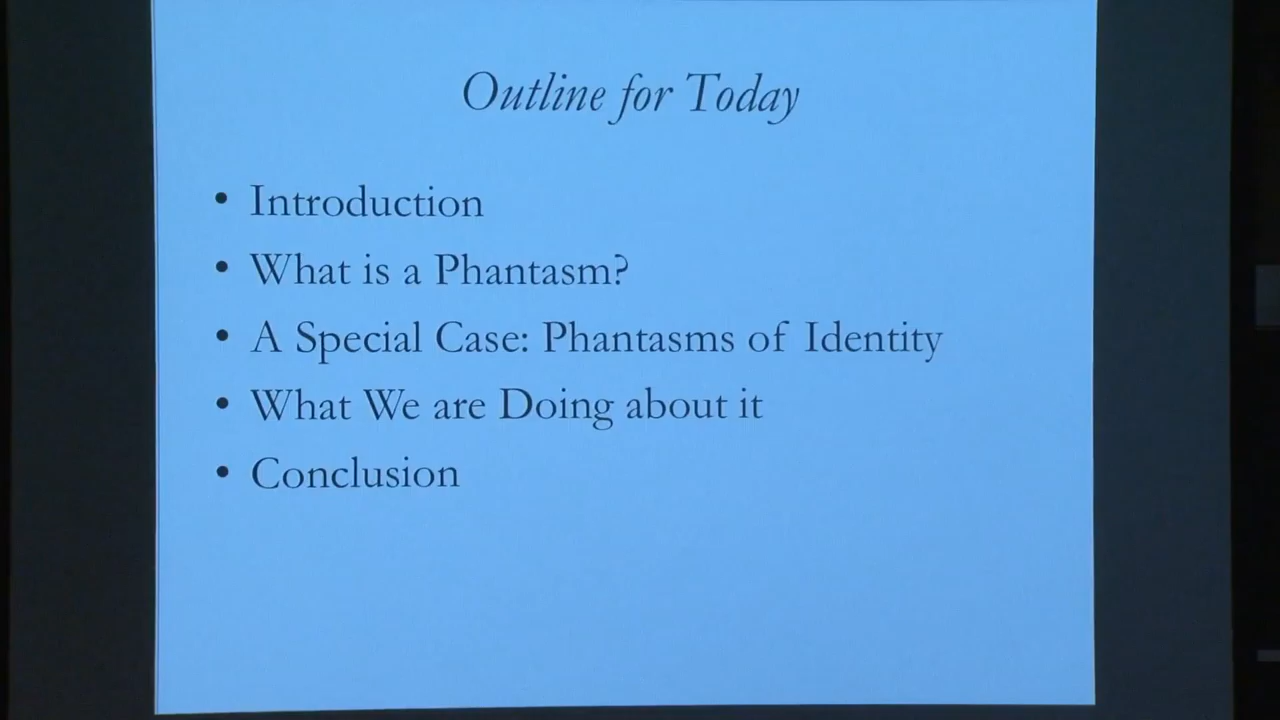 Outline for Today
• Introduction
• What is a Phantasm?
• A Special Case: Phantasms of Identity
• What We are Doing about it
• Conclusion